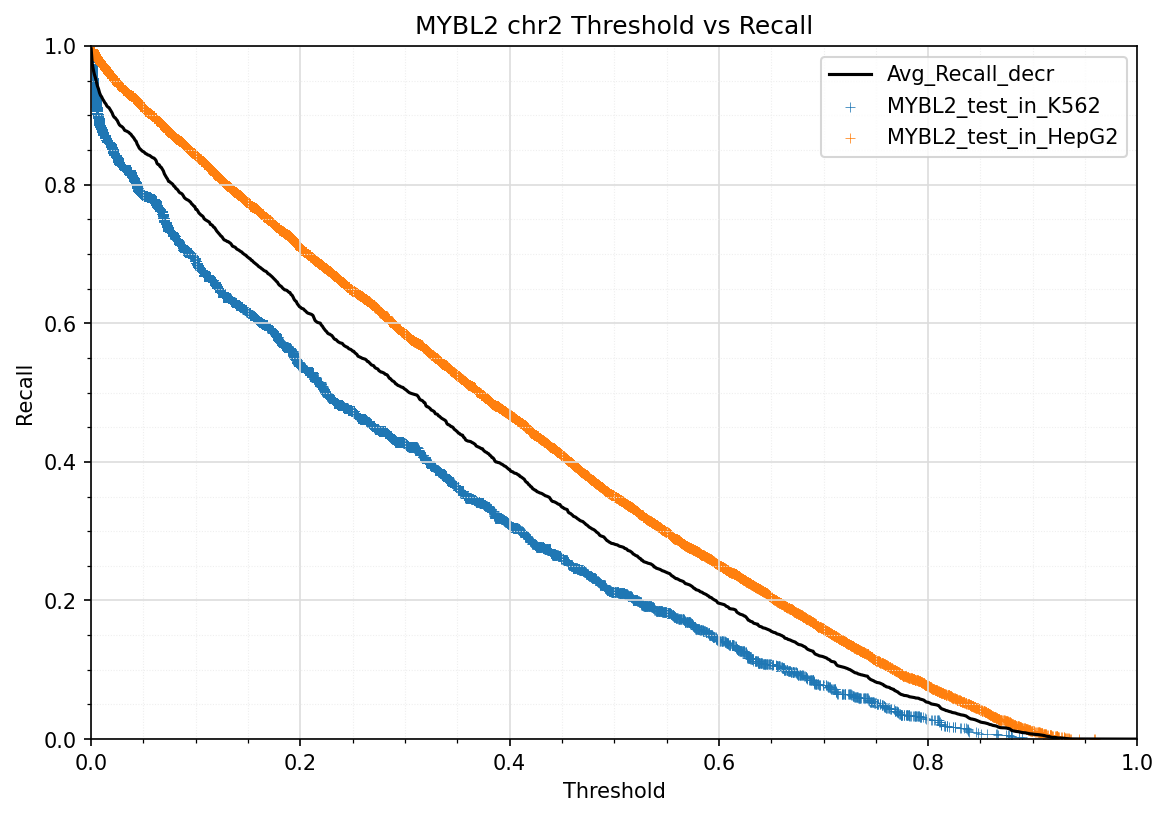 MYBL2 chr2 Threshold vs Recall
Avg_Recall_decr
MYBL2_test_in_K562
MYBL2_test_in_HepG2
1.0
0.8
0.6
0.4
0.2
0.0
Recall
0.0 0.2 0.4 0.6 0.8 1.0
Threshold